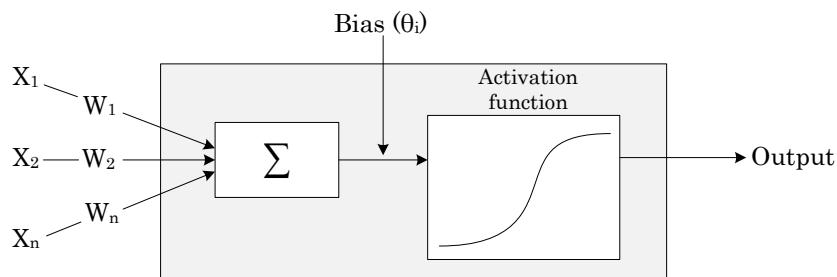 Bias (θi)
Activation
function
X1
W1
X2
W2
Σ
Output
Xn
Wn